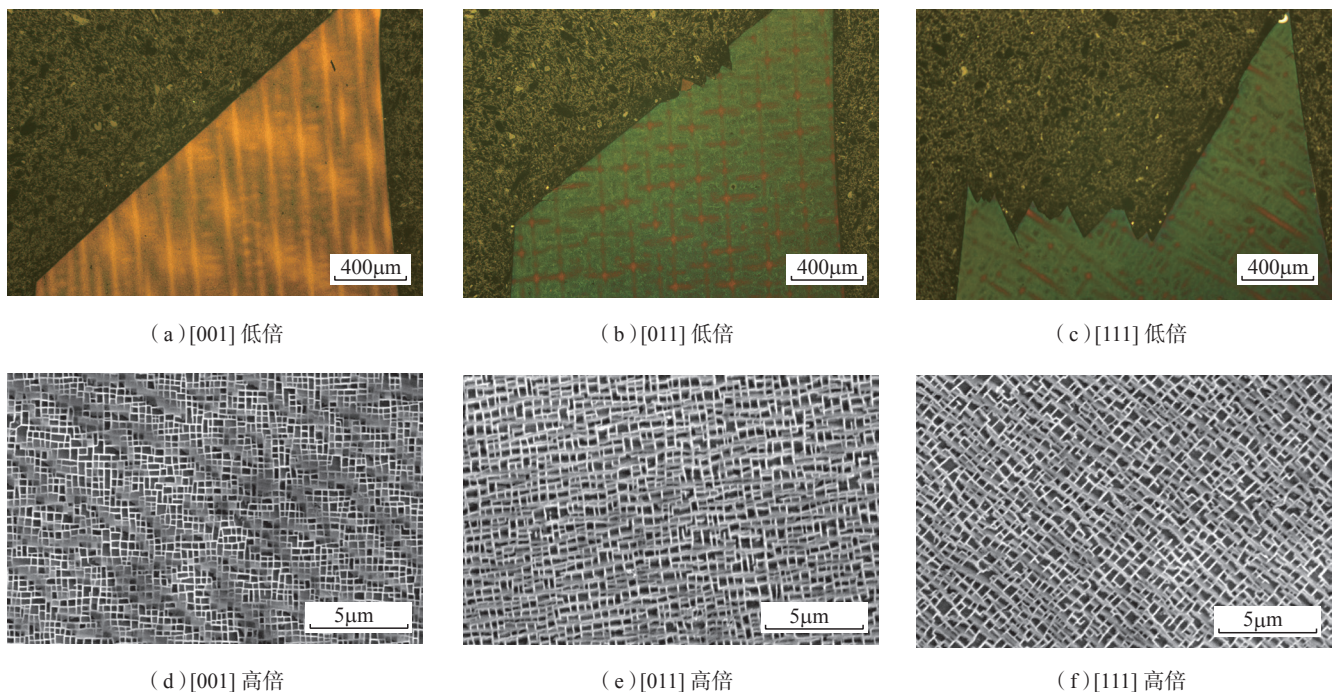 400μm
400μm
400μm
（a）[001] 低倍
（b）[011] 低倍
（c）[111] 低倍
5μm
5μm
5μm
（d）[001] 高倍
（e）[011] 高倍
（f）[111] 高倍